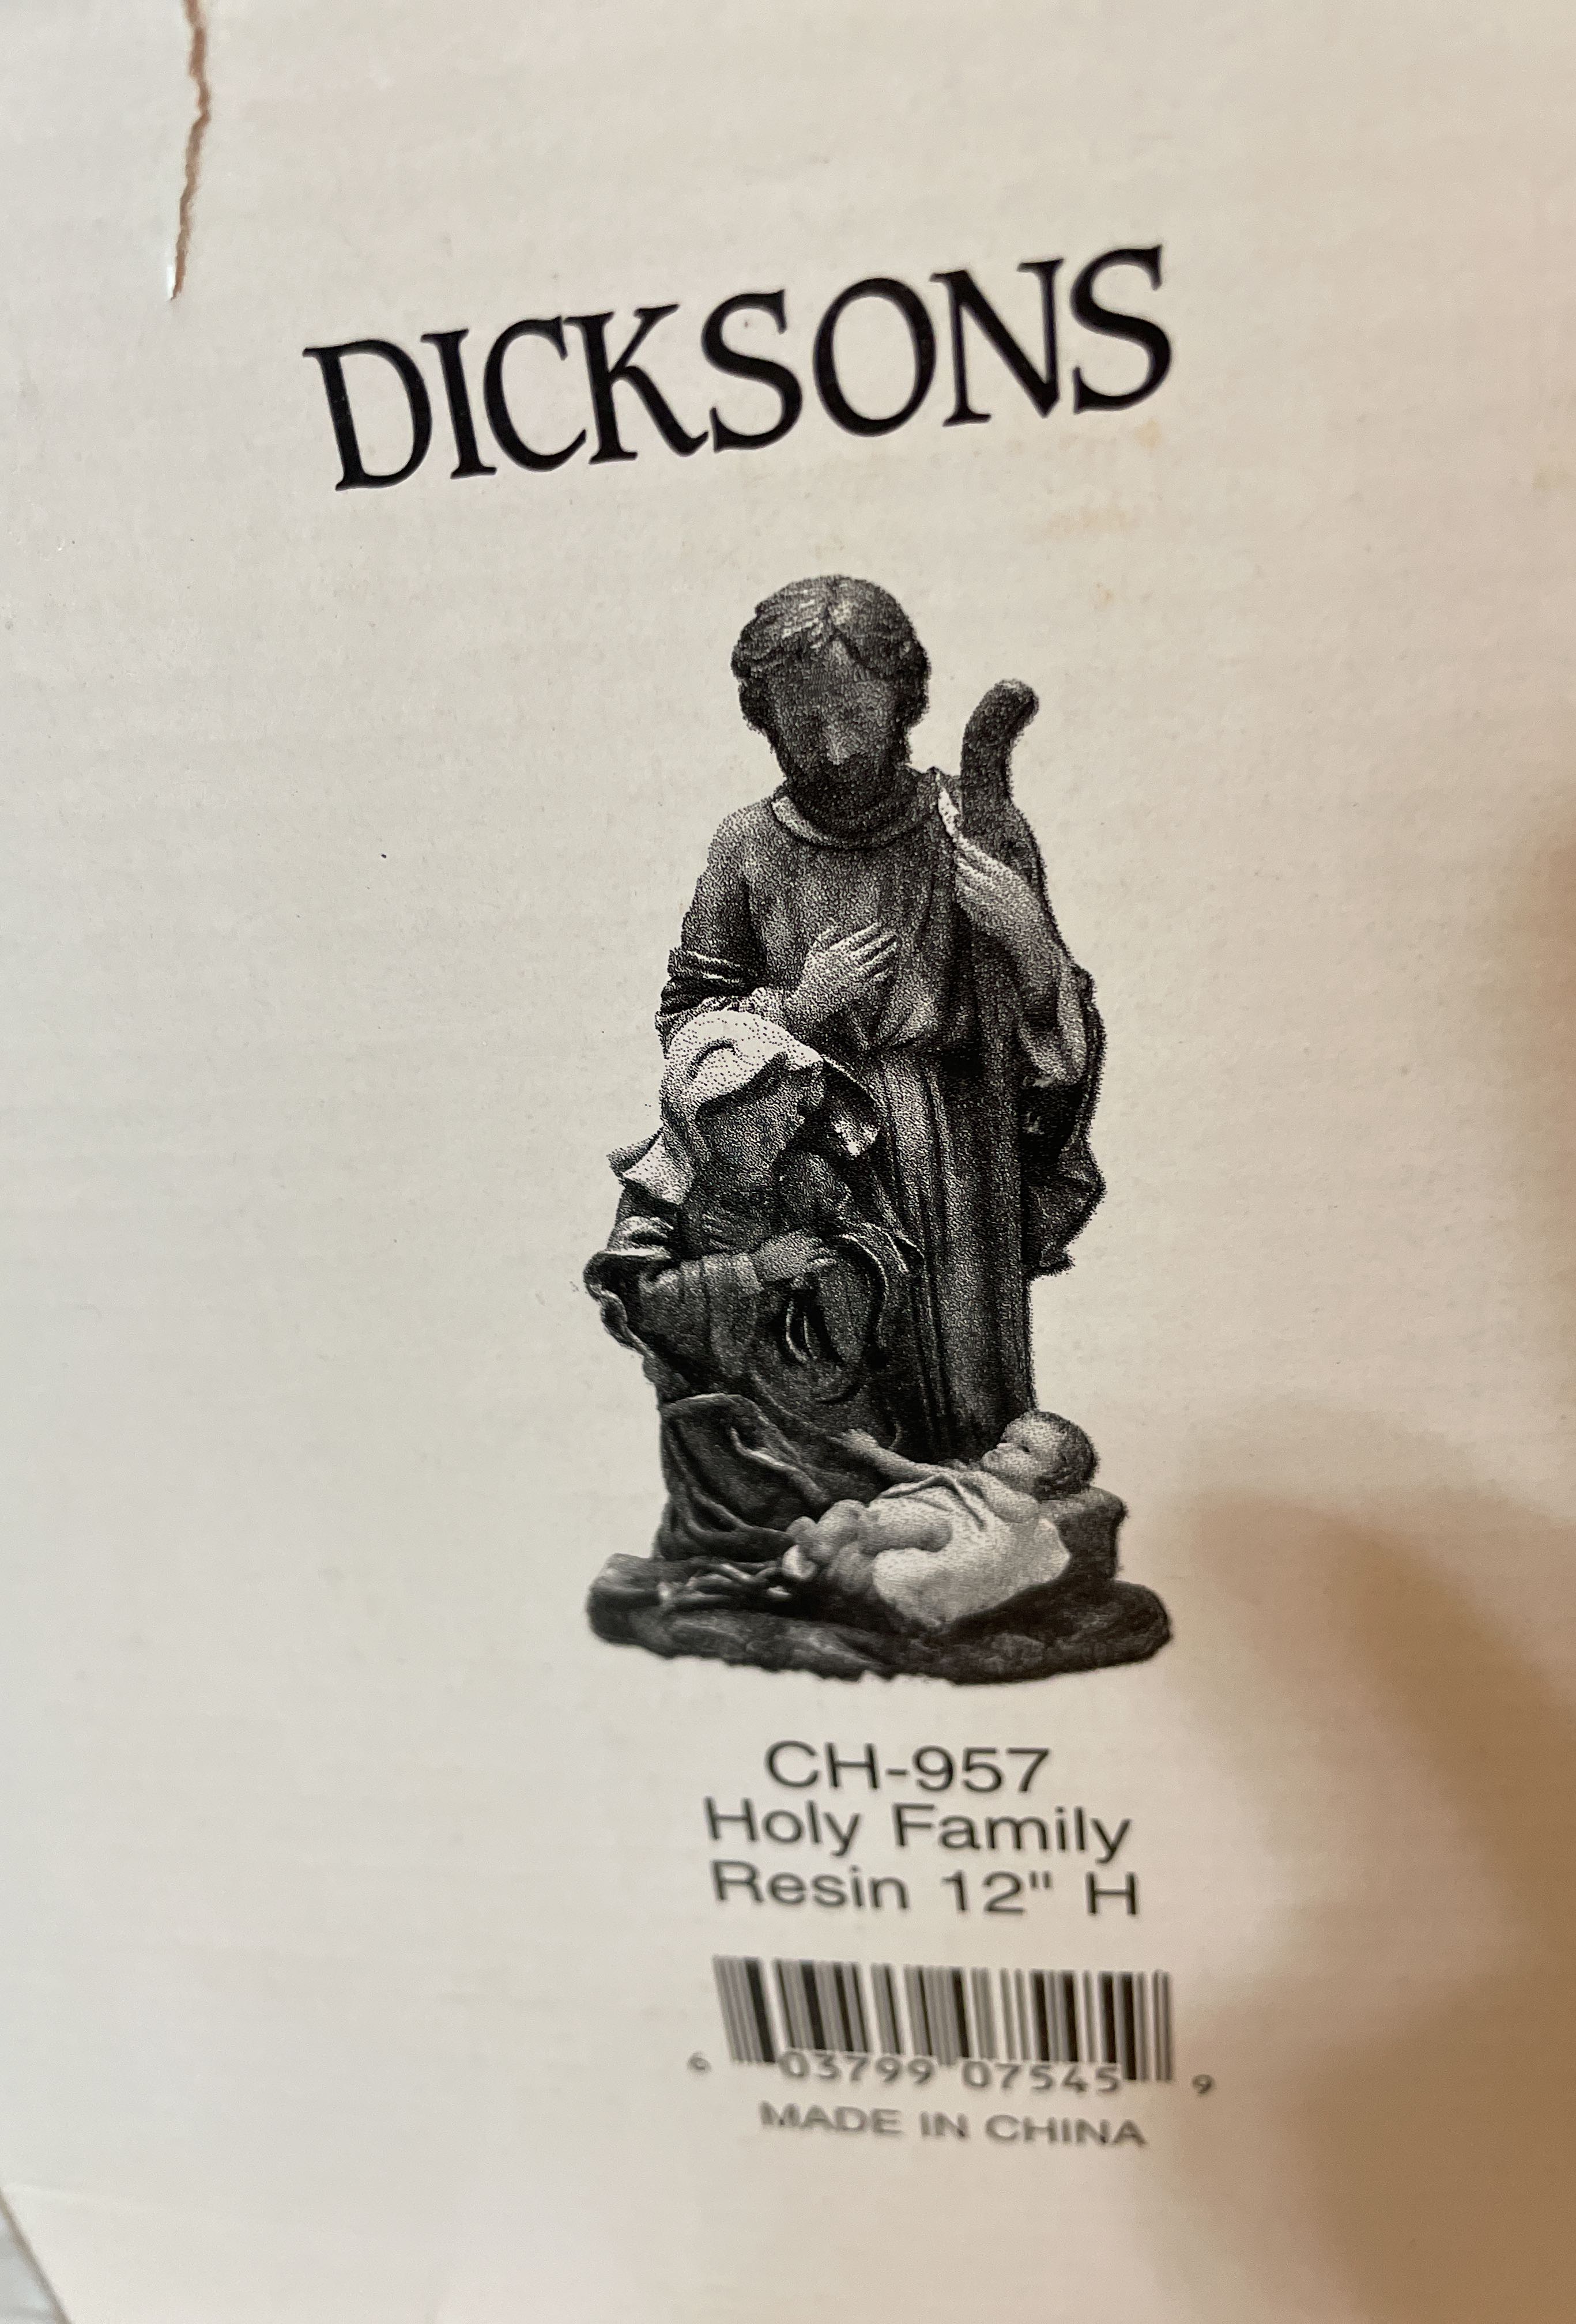 DICKSONS
CH-957
Holy Family
Resin 12" H
6 03799 07545 9
MADE IN CHINA